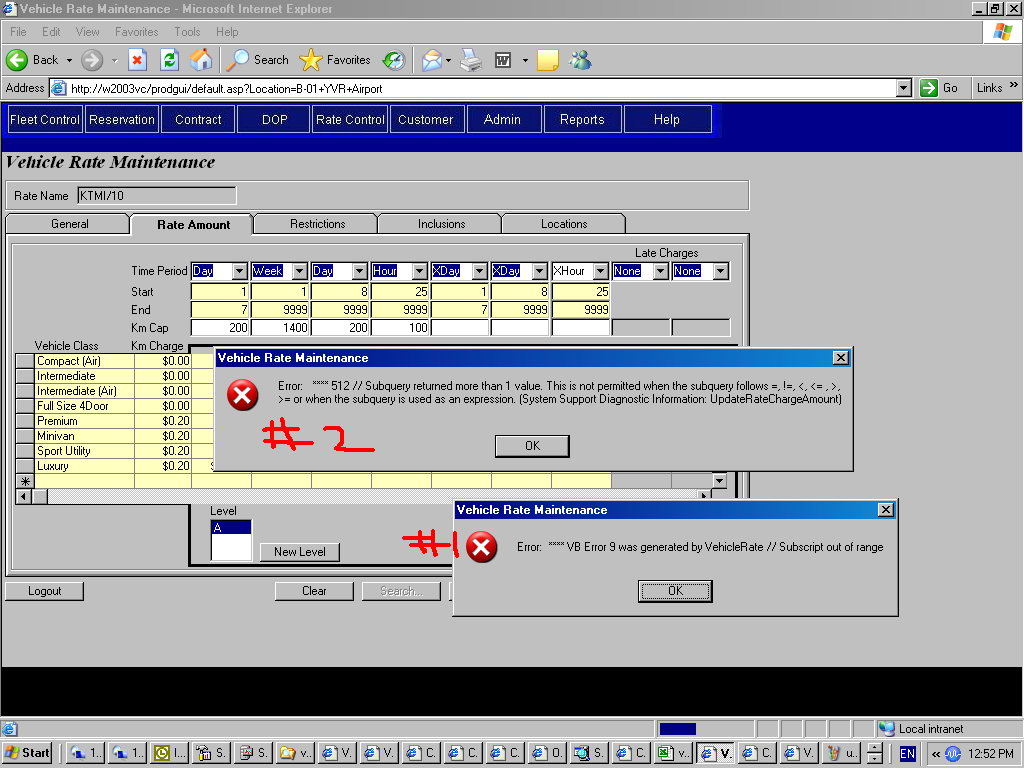 Vehicle Rate Maintenance - Microsoft Internet Explorer
File Edit View Favorites Tools Help
Back Search Favorites
Address http://w2003vc/prodgui/default.asp?Location=B-01+YVR+Airport Go Links »
Fleet Control Reservation Contract DOP Rate Control Customer Admin Reports Help
Vehicle Rate Maintenance
Rate Name KTMI/10
General Rate Amount Restrictions Inclusions Locations
Late Charges
Time Period Day Week Day Hour XDay XDay XHour None None
Start 1 1 8 25 1 8 25
End 7 9999 9999 9999 7 9999 9999
Km Cap 200 1400 200 100
Vehicle Class Km Charge
Compact (Air) $0.00
Intermediate $0.00
Intermediate (Air) $0.00
Full Size 4Door $0.00
Premium $0.20
Minivan $0.20
Sport Utility $0.20
Luxury $0.20
Vehicle Rate Maintenance
Error: **** 512 // Subquery returned more than 1 value. This is not permitted when the subquery follows =, !=, <, <= , >,
>= or when the subquery is used as an expression. (System Support Diagnostic Information: UpdateRateChargeAmount)
# 2
OK
Vehicle Rate Maintenance
#1
Error: **** VB Error 9 was generated by VehicleRate // Subscript out of range
OK
Level
A
New Level
Logout Clear Search...
Local intranet
Start 1.. 1.. I... S. S. v.. V. V. C. C. C. O. S. C. v.. V. C. V. u.. EN « 12:52 PM